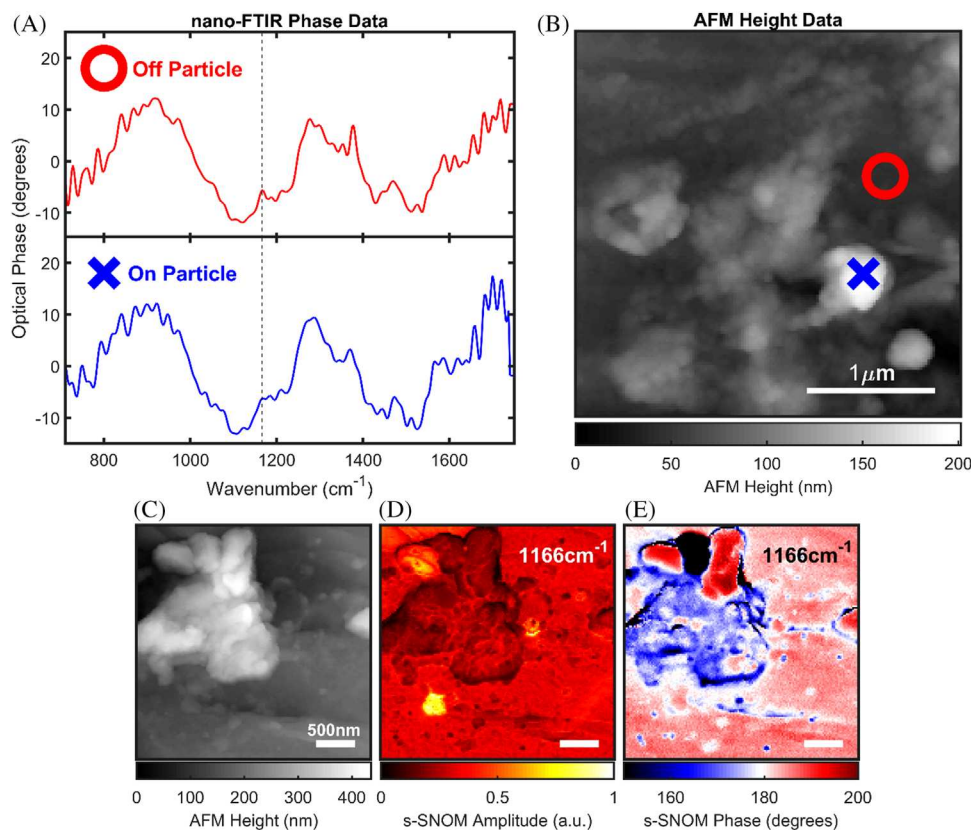 (A)
nano-FTIR Phase Data
(B)
AFM Height Data
20
10
0
-10
Off Particle
20
10
0
-10
On Particle
Optical Phase (degrees)
800
1000
1200
1400
1600
Wavenumber (cm⁻¹)
1μm
0
50
100
150
200
AFM Height (nm)
(C)
(D)
(E)
500nm
1166cm⁻¹
1166cm⁻¹
0
100
200
300
400
AFM Height (nm)
0
0.5
1
s-SNOM Amplitude (a.u.)
160
180
200
s-SNOM Phase (degrees)